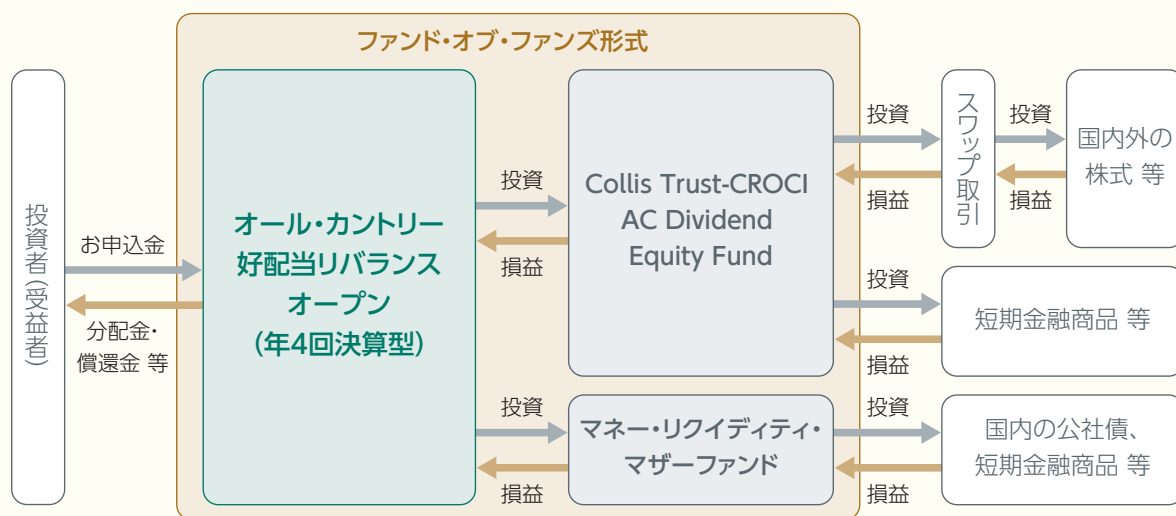 ファンド・オブ・ファンズ形式
投資者(受益者)
お申込金
分配金・
償還金 等
オール・カントリー
好配当リバランス
オープン
(年4回決算型)
投資
損益
Collis Trust-CROCI
AC Dividend
Equity Fund
投資
損益
スワップ取引
投資
損益
国内外の
株式 等
投資
損益
短期金融商品 等
投資
損益
マネー・リクイディティ・
マザーファンド
投資
損益
国内の公社債、
短期金融商品 等